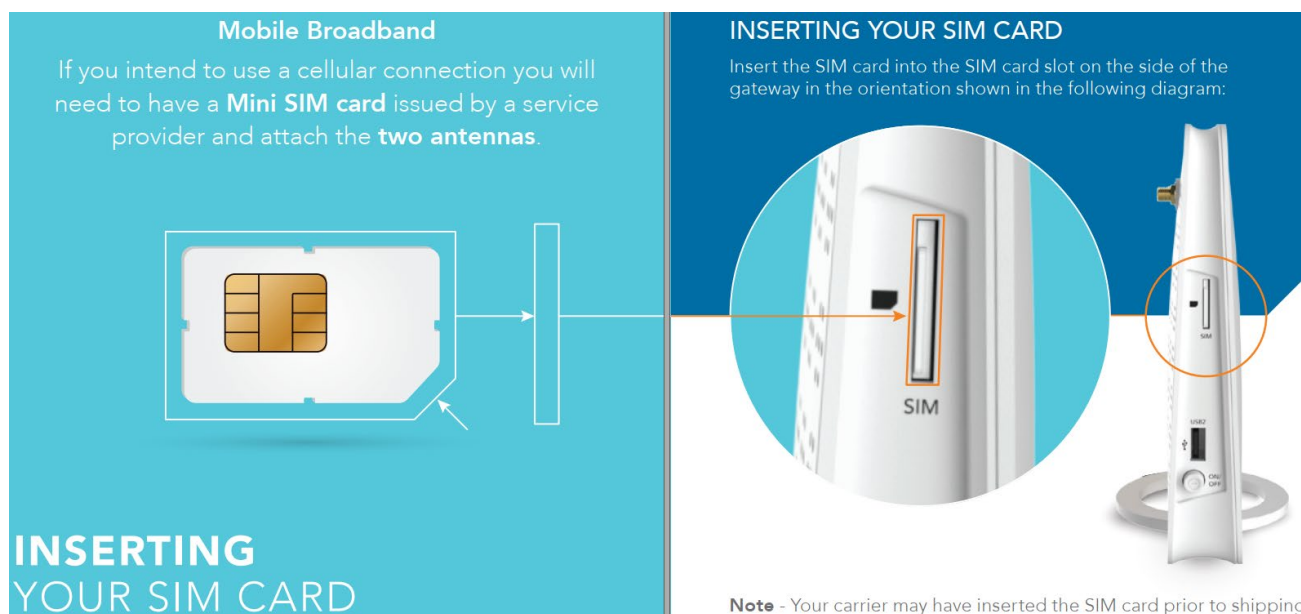 Mobile Broadband
If you intend to use a cellular connection you will
need to have a Mini SIM card issued by a service
provider and attach the two antennas.
INSERTING
YOUR SIM CARD
INSERTING YOUR SIM CARD
Insert the SIM card into the SIM card slot on the side of the
gateway in the orientation shown in the following diagram:
SIM
SIM
USB2
ON/
OFF
Note - Your carrier may have inserted the SIM card prior to shipping